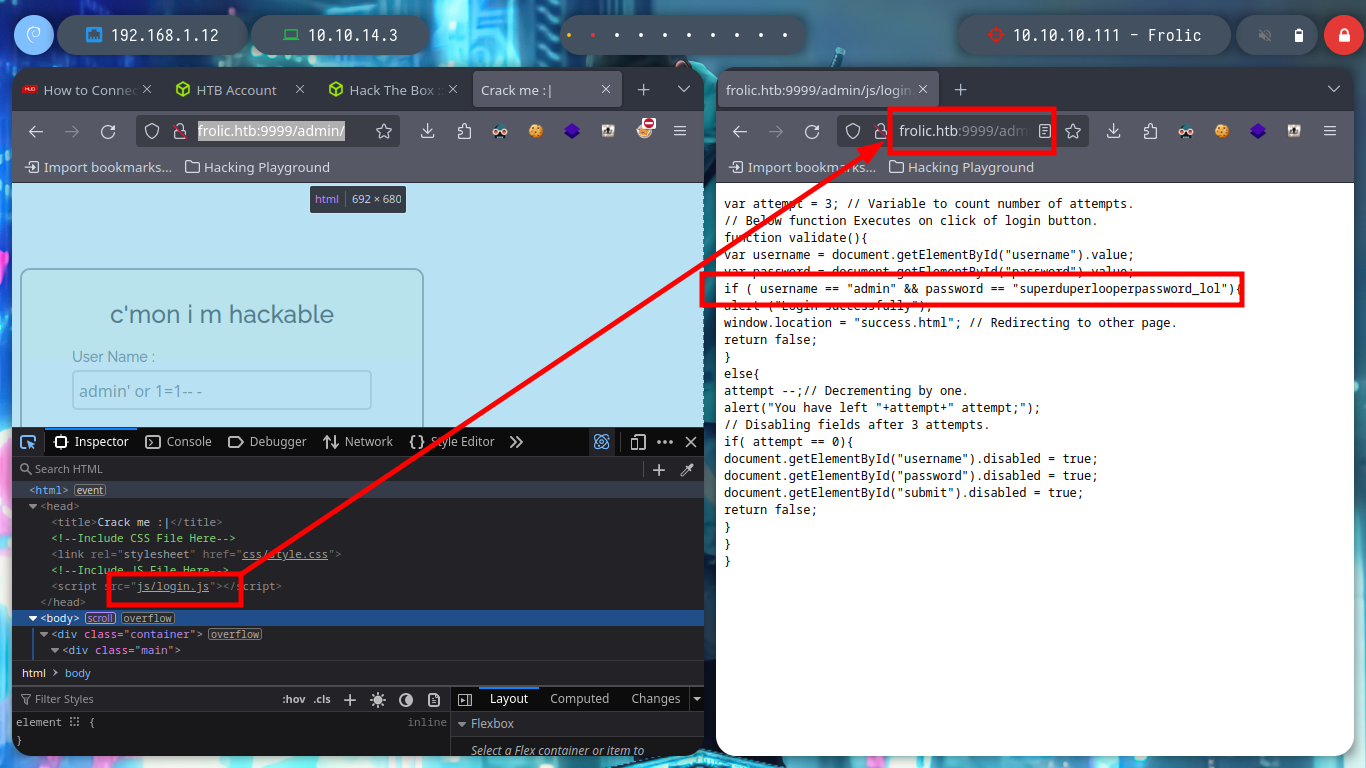 192.168.1.12
10.10.14.3
10.10.10.111 - Frolic
How to Connec
HTB Account
Hack The Box ::
Crack me :|
frolic.htb:9999/admin/
Import bookmarks...
Hacking Playground
html 692 × 680
c'mon i m hackable
User Name :
admin' or 1=1-- -
Inspector
Console
Debugger
Network
Style Editor
Search HTML
<html> event
<head>
<title>Crack me :|</title>
<!--Include CSS File Here-->
<link rel="stylesheet" href="css/style.css">
<!--Include JS File Here-->
<script src="js/login.js"></script>
</head>
<body> scroll overflow
<div class="container"> overflow
<div class="main">
html > body
Filter Styles
:hov .cls
element { inline
}
Layout
Computed
Changes
Flexbox
Select a Flex container or item to
frolic.htb:9999/admin/js/login.
frolic.htb:9999/adm
Import bookmarks...
Hacking Playground
var attempt = 3; // Variable to count number of attempts.
// Below function Executes on click of login button.
function validate(){
var username = document.getElementById("username").value;
var password = document.getElementById("password").value;
if ( username == "admin" && password == "superduperlooperpassword_lol"){
alert ("Login successfully");
window.location = "success.html"; // Redirecting to other page.
return false;
}
else{
attempt --;// Decrementing by one.
alert("You have left "+attempt+" attempt;");
// Disabling fields after 3 attempts.
if( attempt == 0){
document.getElementById("username").disabled = true;
document.getElementById("password").disabled = true;
document.getElementById("submit").disabled = true;
return false;
}
}
}